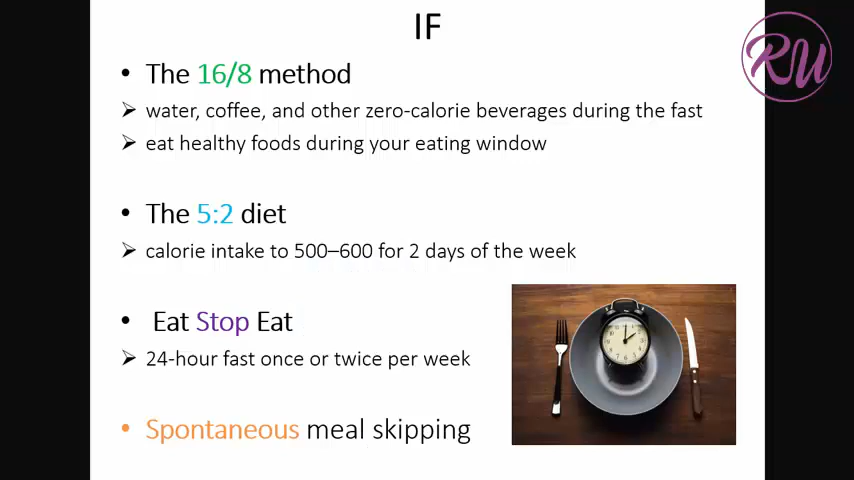 IF
RU
• The 16/8 method
➢ water, coffee, and other zero-calorie beverages during the fast
➢ eat healthy foods during your eating window
• The 5:2 diet
➢ calorie intake to 500–600 for 2 days of the week
• Eat Stop Eat
➢ 24-hour fast once or twice per week
• Spontaneous meal skipping